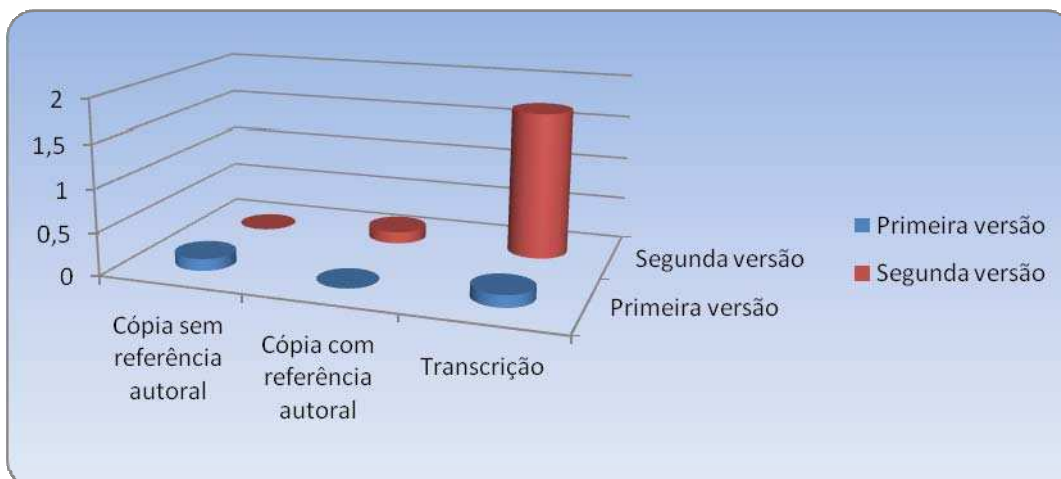 2
1,5
1
0,5
0
Cópia sem
referência
autoral
Cópia com
referência
autoral
Transcrição
Segunda versão
Primeira versão
Primeira versão
Segunda versão